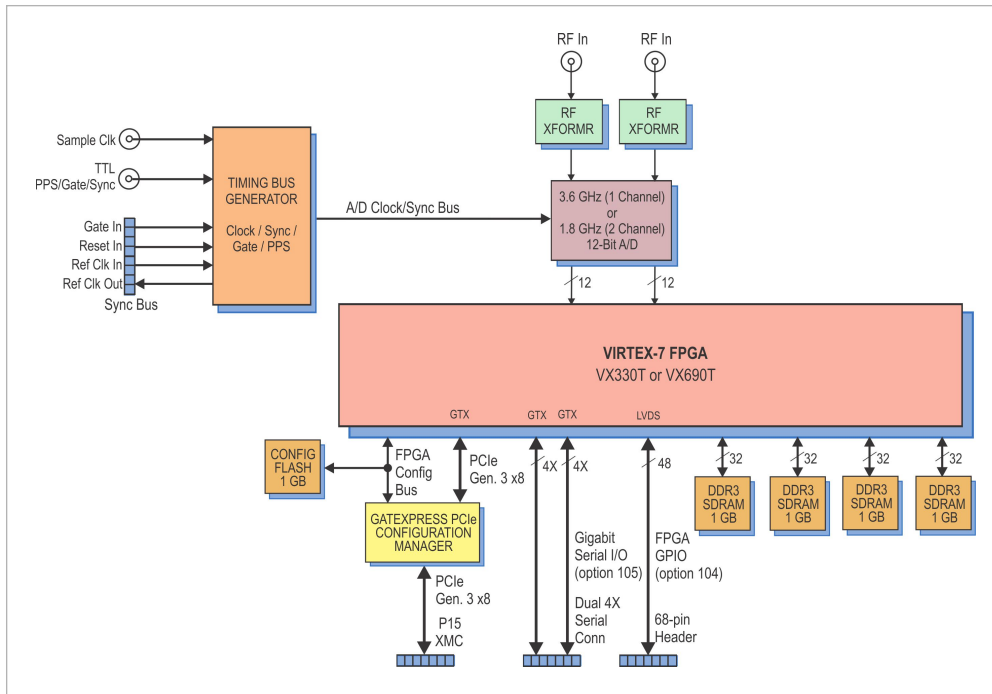 RF In
RF In
RF
XFORMR
RF
XFORMR
Sample Clk
TTL
PPS/Gate/Sync
Gate In
Reset In
Ref Clk In
Ref Clk Out
Sync Bus
TIMING BUS
GENERATOR
Clock / Sync /
Gate / PPS
A/D Clock/Sync Bus
3.6 GHz (1 Channel)
or
1.8 GHz (2 Channel)
12-Bit A/D
12
12
VIRTEX-7 FPGA
VX330T or VX690T
GTX
GTX
GTX
LVDS
CONFIG
FLASH
1 GB
FPGA
Config
Bus
PCIe
Gen. 3 x8
4X
4X
48
32
32
32
32
DDR3
SDRAM
1 GB
DDR3
SDRAM
1 GB
DDR3
SDRAM
1 GB
DDR3
SDRAM
1 GB
GATEXPRESS PCIe
CONFIGURATION
MANAGER
PCIe
Gen. 3 x8
P15
XMC
Gigabit
Serial I/O
(option 105)
Dual 4X
Serial
Conn
FPGA
GPIO
(option 104)
68-pin
Header